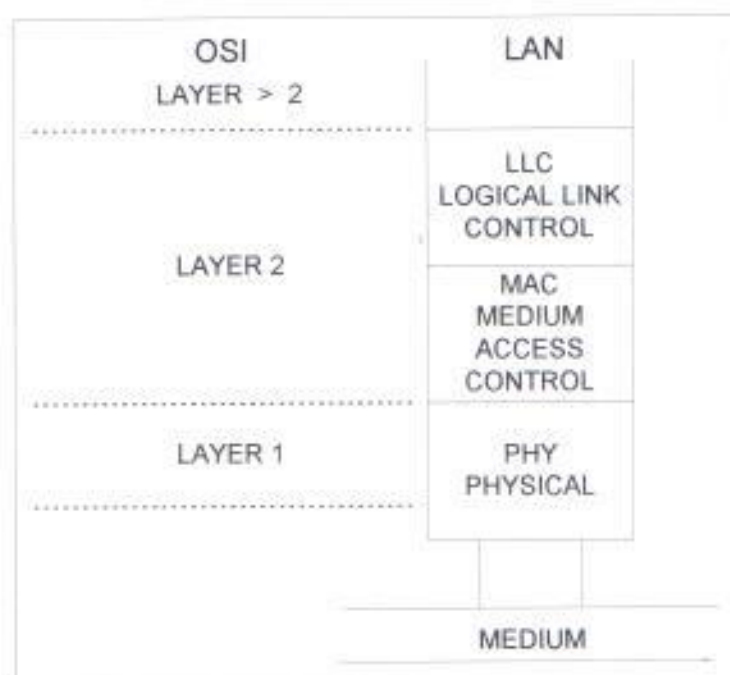 OSI
LAN
LAYER > 2
LLC
LOGICAL LINK
CONTROL
LAYER 2
MAC
MEDIUM
ACCESS
CONTROL
LAYER 1
PHY
PHYSICAL
MEDIUM